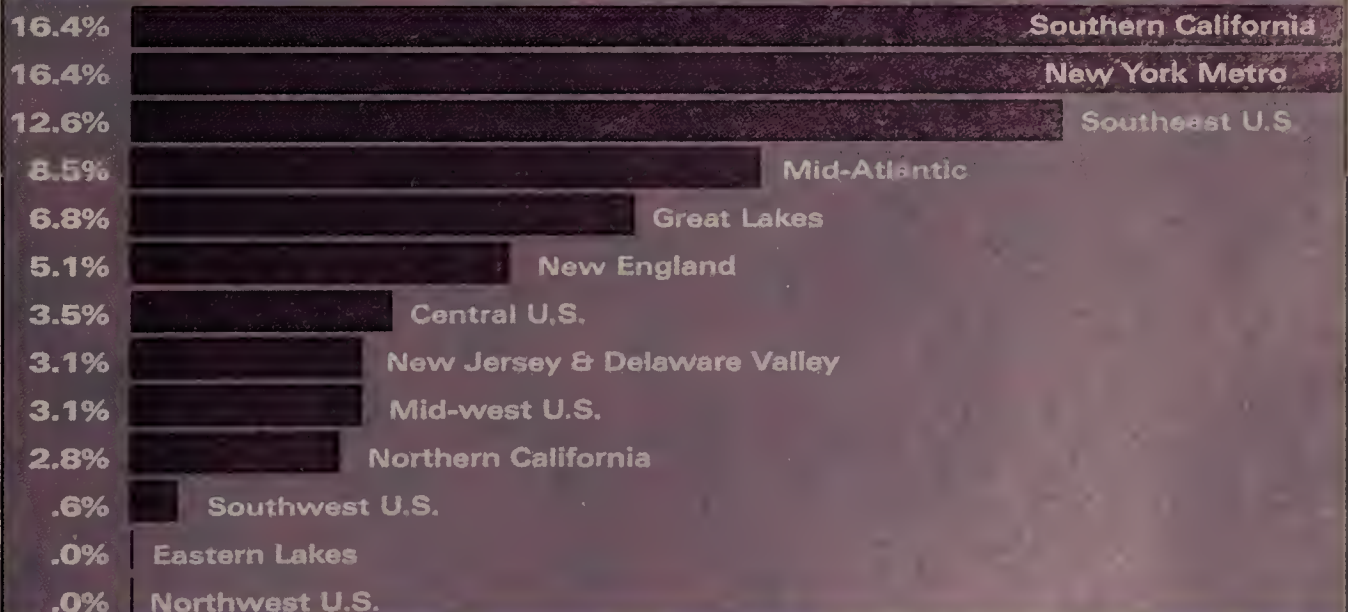 16.4% Southern California
16.4% New York Metro
12.6% Southeast U.S.
8.5% Mid-Atlantic
6.8% Great Lakes
5.1% New England
3.5% Central U.S.
3.1% New Jersey & Delaware Valley
3.1% Mid-west U.S.
2.8% Northern California
.6% Southwest U.S.
.0% Eastern Lakes
.0% Northwest U.S.